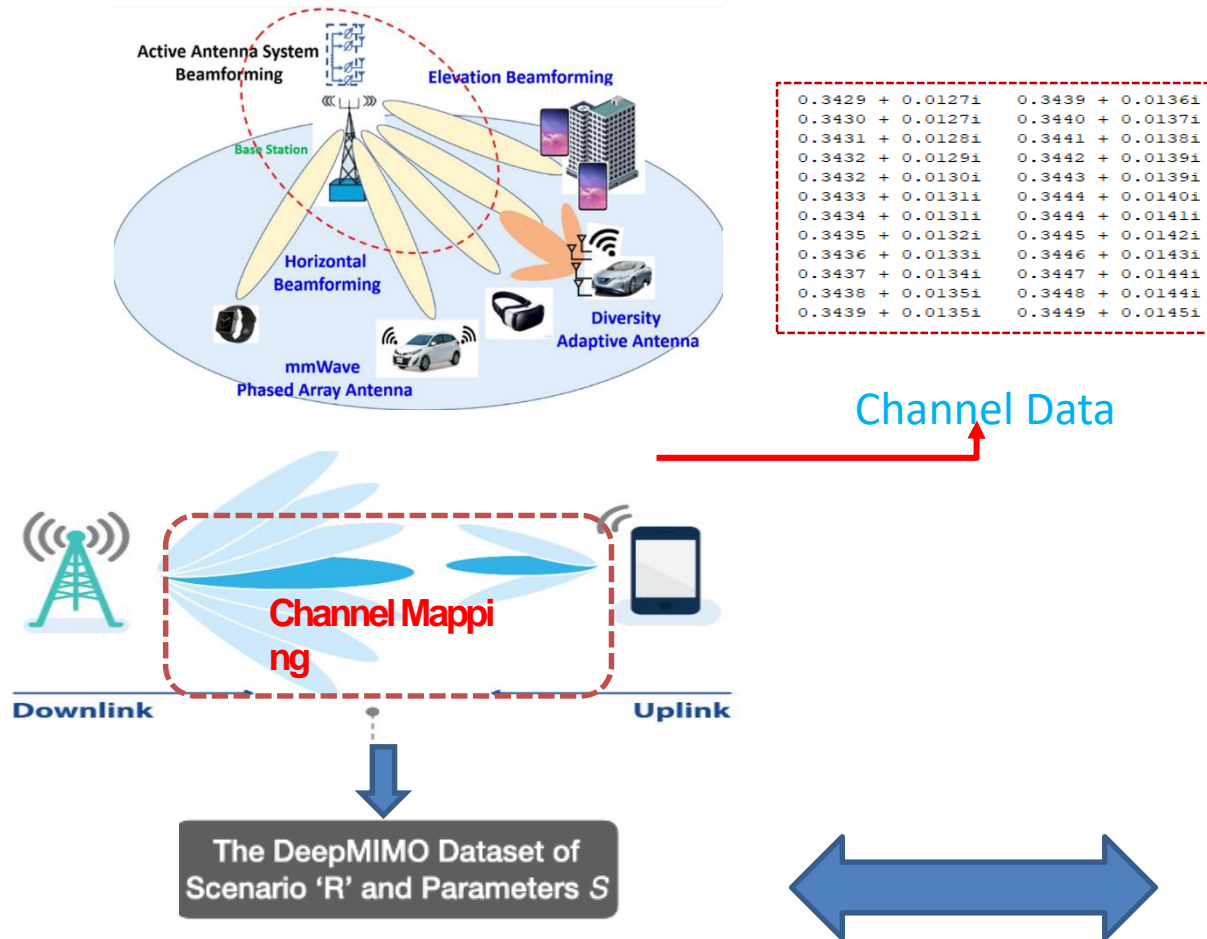 Active Antenna System
Beamforming
Elevation Beamforming
Base Station
Horizontal
Beamforming
Diversity
Adaptive Antenna
mmWave
Phased Array Antenna
0.3429 + 0.0127i 0.3439 + 0.0136i
0.3430 + 0.0127i 0.3440 + 0.0137i
0.3431 + 0.0128i 0.3441 + 0.0138i
0.3432 + 0.0129i 0.3442 + 0.0139i
0.3432 + 0.0130i 0.3443 + 0.0139i
0.3433 + 0.0131i 0.3444 + 0.0140i
0.3434 + 0.0131i 0.3444 + 0.0141i
0.3435 + 0.0132i 0.3445 + 0.0142i
0.3436 + 0.0133i 0.3446 + 0.0143i
0.3437 + 0.0134i 0.3447 + 0.0144i
0.3438 + 0.0135i 0.3448 + 0.0144i
0.3439 + 0.0135i 0.3449 + 0.0145i
Channel Data
Channel Mappi
ng
Downlink
Uplink
The DeepMIMO Dataset of
Scenario ‘R’ and Parameters S